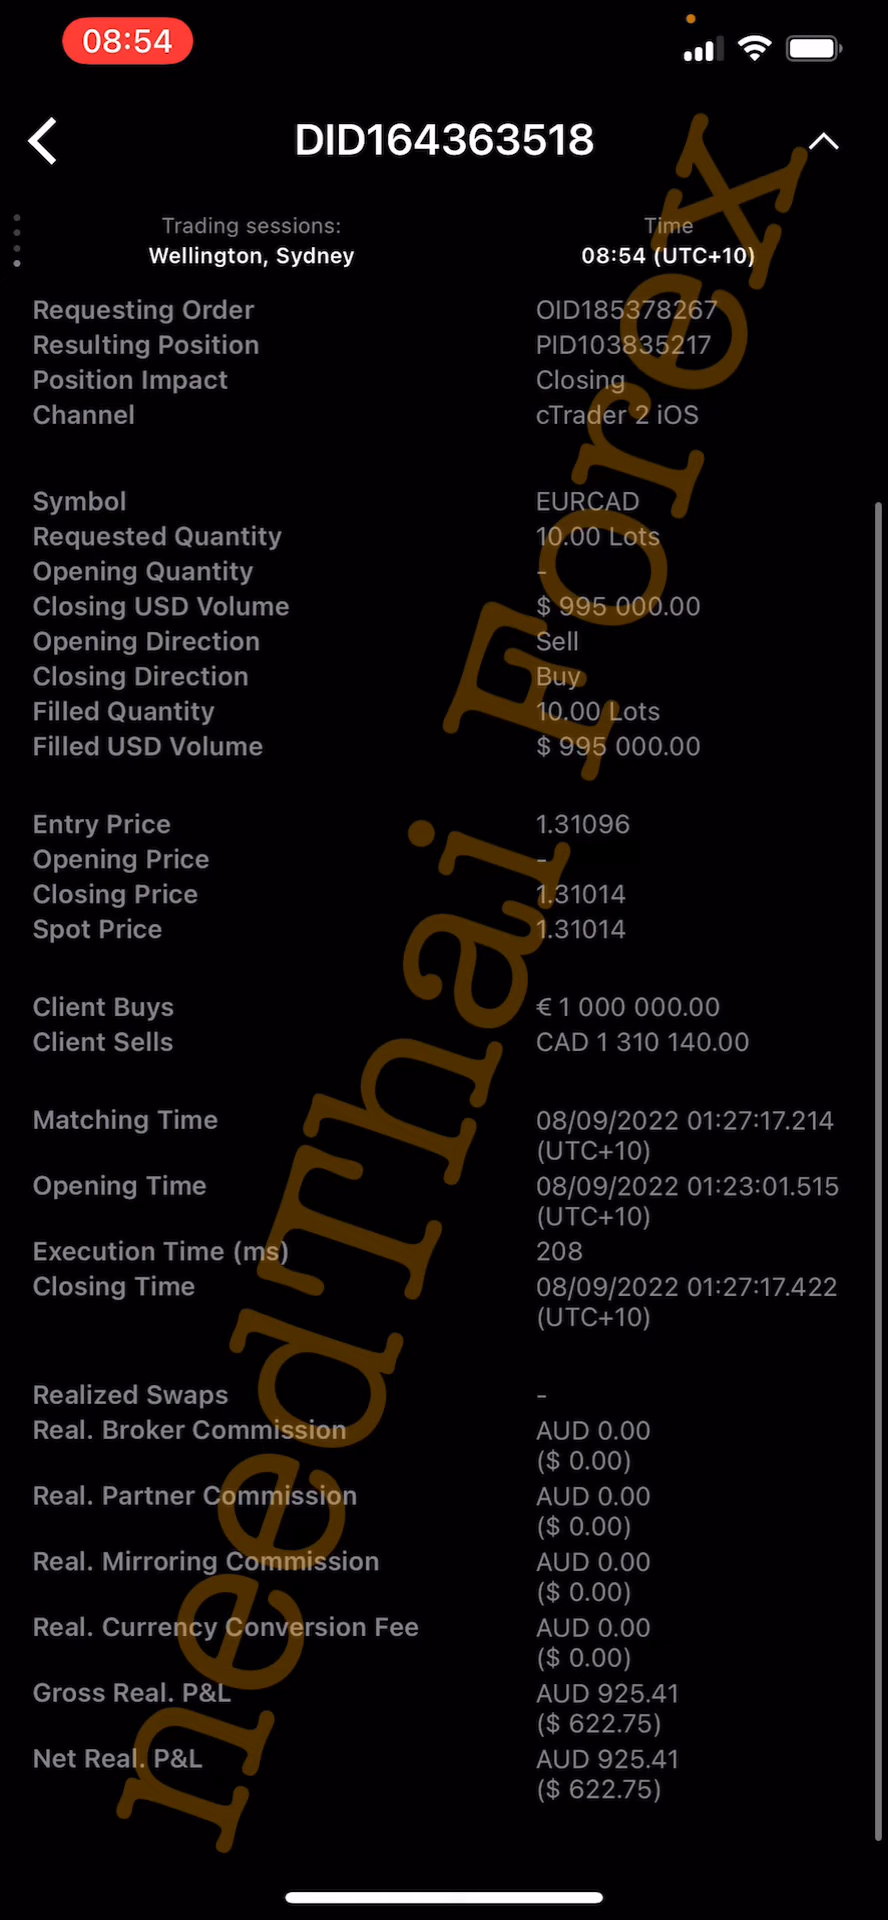 08:54
DID164363518
Trading sessions:
Wellington, Sydney
Time
08:54 (UTC+10)
Requesting Order OID185378267
Resulting Position PID103835217
Position Impact Closing
Channel cTrader 2 iOS
Symbol EURCAD
Requested Quantity 10.00 Lots
Opening Quantity -
Closing USD Volume $ 995 000.00
Opening Direction Sell
Closing Direction Buy
Filled Quantity 10.00 Lots
Filled USD Volume $ 995 000.00
Entry Price 1.31096
Opening Price -
Closing Price 1.31014
Spot Price 1.31014
Client Buys € 1 000 000.00
Client Sells CAD 1 310 140.00
Matching Time 08/09/2022 01:27:17.214
(UTC+10)
Opening Time 08/09/2022 01:23:01.515
(UTC+10)
Execution Time (ms) 208
Closing Time 08/09/2022 01:27:17.422
(UTC+10)
Realized Swaps -
Real. Broker Commission AUD 0.00
($ 0.00)
Real. Partner Commission AUD 0.00
($ 0.00)
Real. Mirroring Commission AUD 0.00
($ 0.00)
Real. Currency Conversion Fee AUD 0.00
($ 0.00)
Gross Real. P&L AUD 925.41
($ 622.75)
Net Real. P&L AUD 925.41
($ 622.75)
needThai Forex